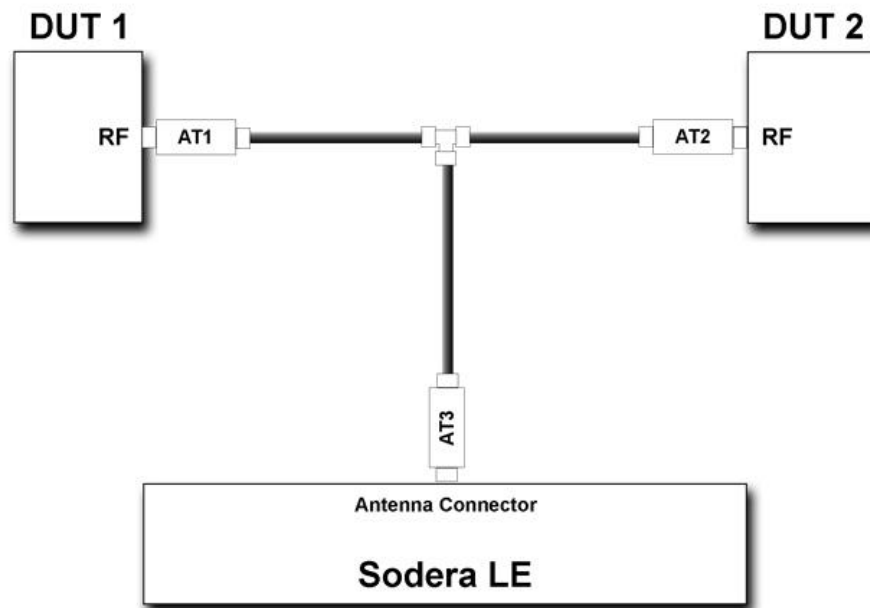 DUT 1
DUT 2
RF
AT1
AT2
RF
AT3
Antenna Connector
Sodera LE